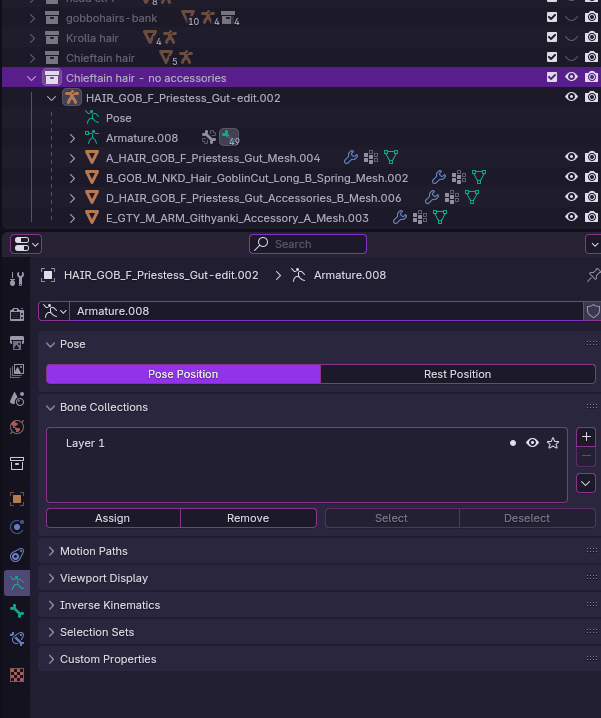 8
gobbohairs-bank 10 4 4
Krolla hair 4
Chieftain hair 5
Chieftain hair - no accessories
HAIR_GOB_F_Priestess_Gut-edit.002
Pose
Armature.008 49
A_HAIR_GOB_F_Priestess_Gut_Mesh.004
B_GOB_M_NKD_Hair_GoblinCut_Long_B_Spring_Mesh.002
D_HAIR_GOB_F_Priestess_Gut_Accessories_B_Mesh.006
E_GTY_M_ARM_Githyanki_Accessory_A_Mesh.003
Search
HAIR_GOB_F_Priestess_Gut-edit.002 > Armature.008
Armature.008
Pose
Pose Position Rest Position
Bone Collections
Layer 1
Assign Remove Select Deselect
Motion Paths
Viewport Display
Inverse Kinematics
Selection Sets
Custom Properties